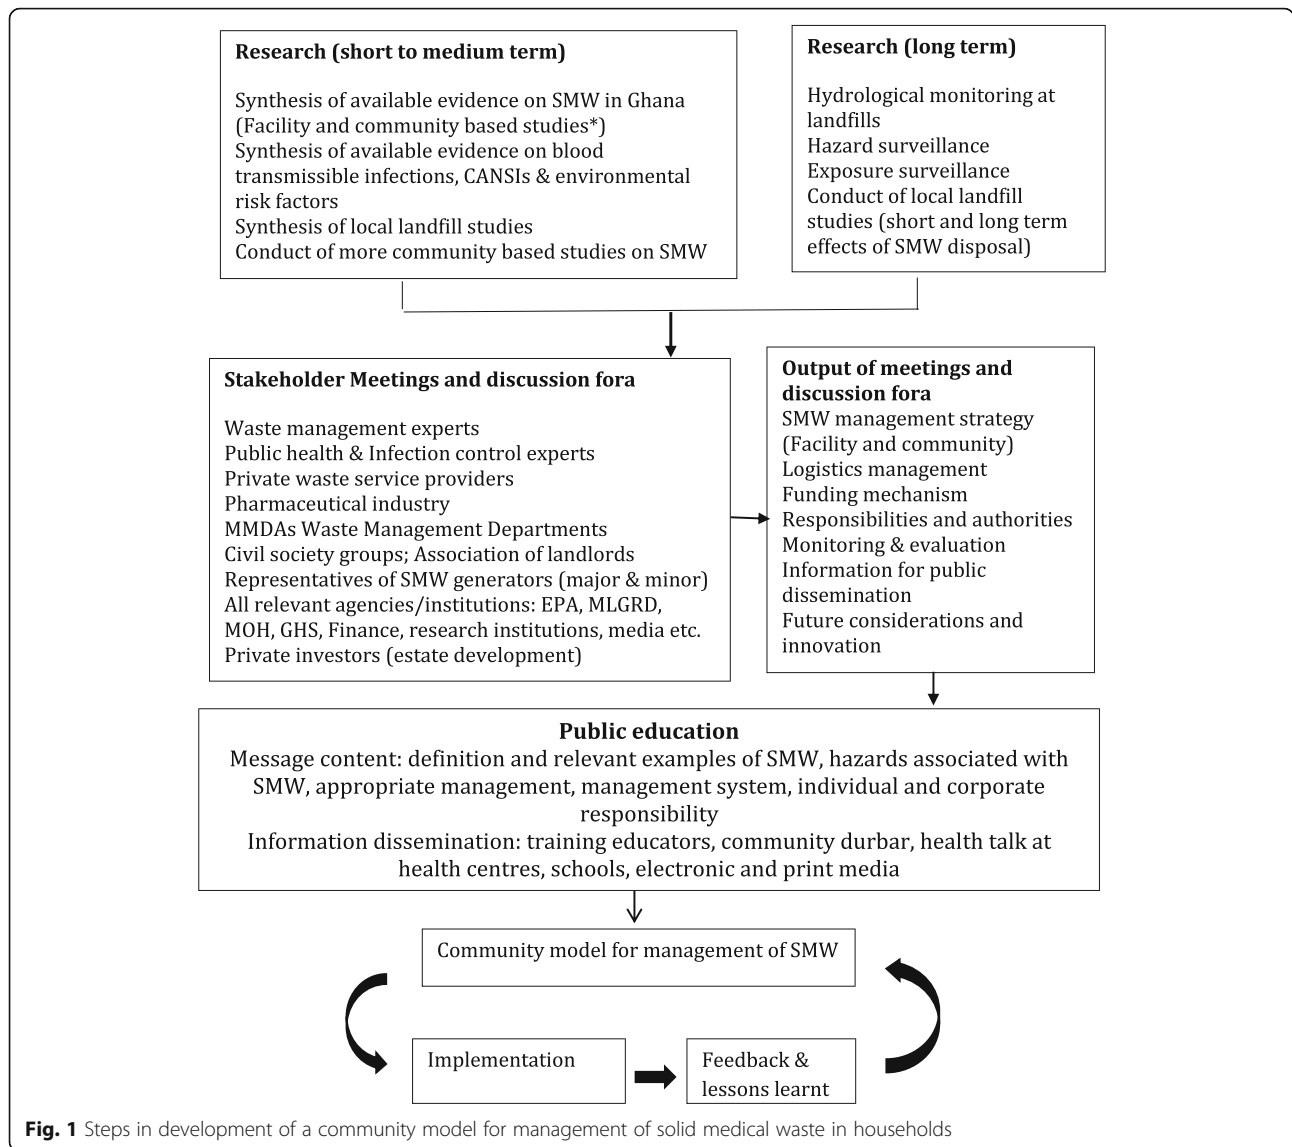 Research (short to medium term)
Synthesis of available evidence on SMW in Ghana
(Facility and community based studies*)
Synthesis of available evidence on blood
transmissible infections, CANSIs & environmental
risk factors
Synthesis of local landfill studies
Conduct of more community based studies on SMW
Research (long term)
Hydrological monitoring at
landfills
Hazard surveillance
Exposure surveillance
Conduct of local landfill
studies (short and long term
effects of SMW disposal)
Stakeholder Meetings and discussion fora
Waste management experts
Public health & Infection control experts
Private waste service providers
Pharmaceutical industry
MMDAs Waste Management Departments
Civil society groups; Association of landlords
Representatives of SMW generators (major & minor)
All relevant agencies/institutions: EPA, MLGRD,
MOH, GHS, Finance, research institutions, media etc.
Private investors (estate development)
Output of meetings and
discussion fora
SMW management strategy
(Facility and community)
Logistics management
Funding mechanism
Responsibilities and authorities
Monitoring & evaluation
Information for public
dissemination
Future considerations and
innovation
Public education
Message content: definition and relevant examples of SMW, hazards associated with
SMW, appropriate management, management system, individual and corporate
responsibility
Information dissemination: training educators, community durbar, health talk at
health centres, schools, electronic and print media
Community model for management of SMW
Implementation
Feedback &
lessons learnt
Fig. 1 Steps in development of a community model for management of solid medical waste in households